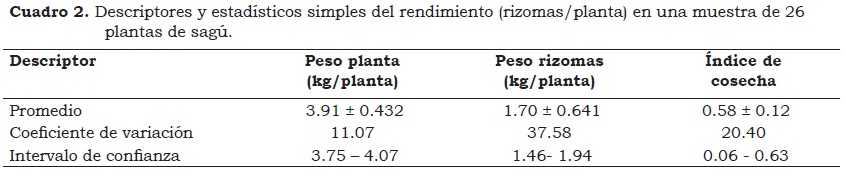 Cuadro 2. Descriptores y estadísticos simples del rendimiento (rizomas/planta) en una muestra de 26
plantas de sagú.
Descriptor Peso planta Peso rizomas Índice de
(kg/planta) (kg/planta) cosecha
Promedio 3.91 ± 0.432 1.70 ± 0.641 0.58 ± 0.12
Coeficiente de variación 11.07 37.58 20.40
Intervalo de confianza 3.75 – 4.07 1.46- 1.94 0.06 - 0.63